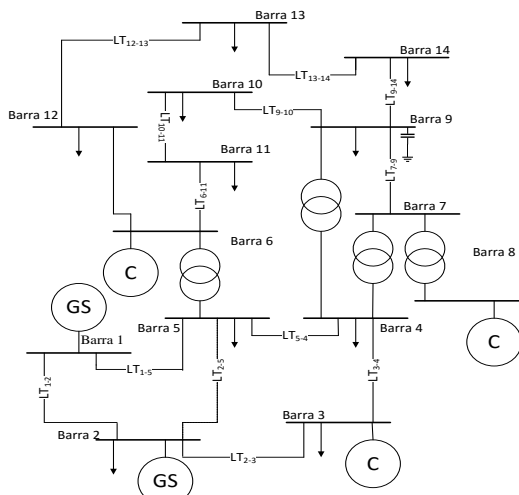 Barra 13
LT12-13
Barra 14
LT13-14
Barra 10
LT9-14
LT9-10
Barra 12
LT10-11
Barra 9
Barra 11
LT7-9
LT6-11
Barra 7
Barra 6
Barra 8
C
GS
Barra 1
Barra 5
Barra 4
C
LT5-4
LT1-5
LT2-5
LT3-4
LT1-2
Barra 3
Barra 2
LT2-3
C
GS